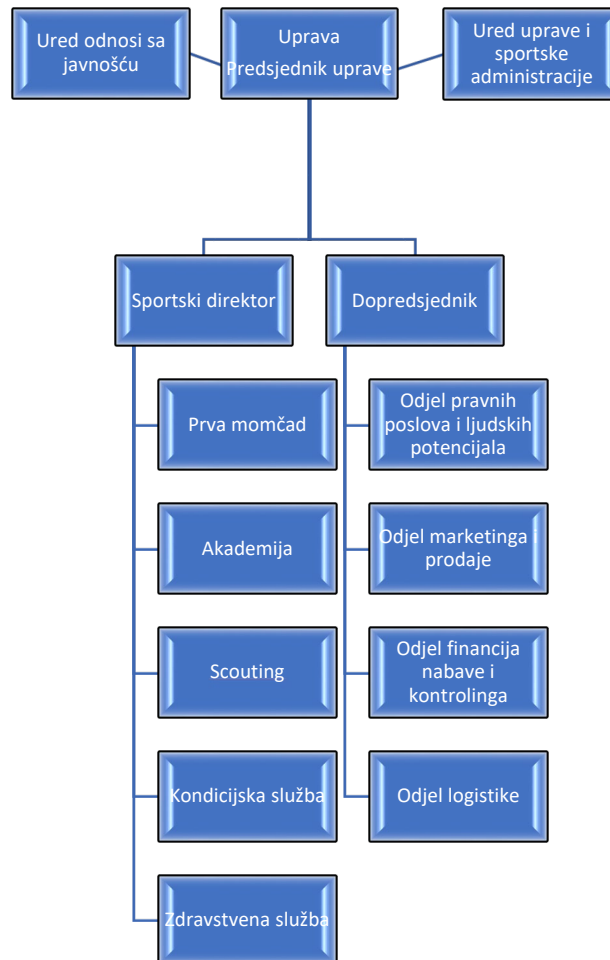 Ured odnosi sa
javnošću
Uprava
Predsjednik uprave
Ured uprave i
sportske
administracije
Sportski direktor
Dopredsjednik
Prva momčad
Odjel pravnih
poslova i ljudskih
potencijala
Akademija
Odjel marketinga i
prodaje
Scouting
Odjel financija
nabave i
kontrolinga
Kondicijska služba
Odjel logistike
Zdravstvena služba